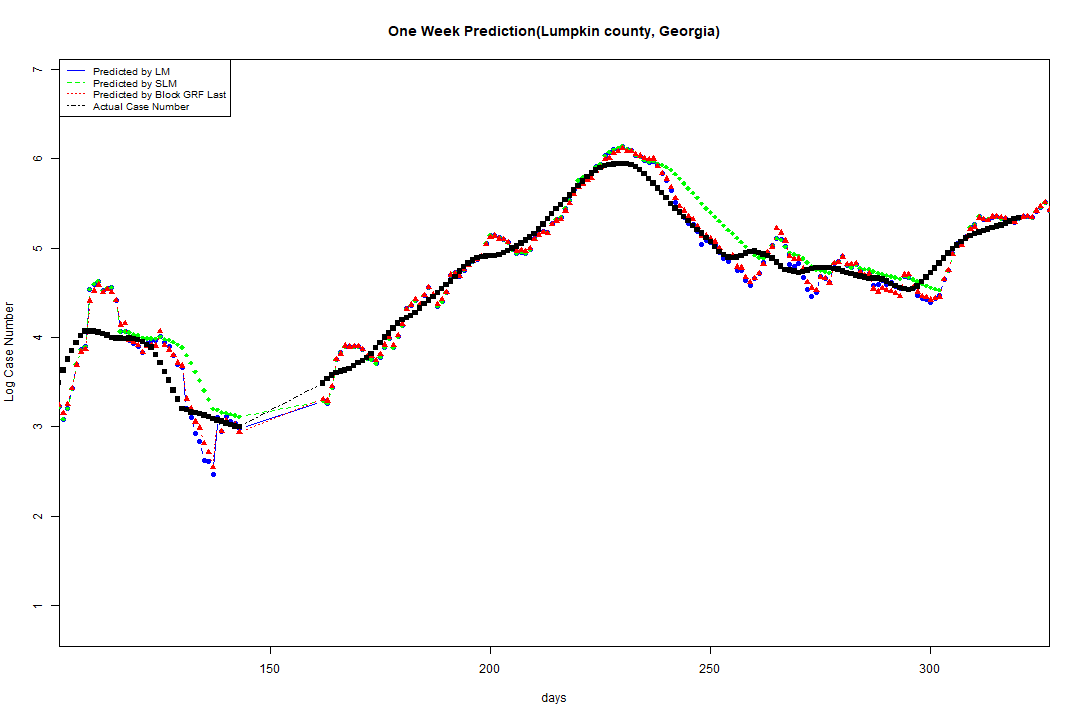 One Week Prediction(Lumpkin county, Georgia)
Predicted by LM
Predicted by SLM
Predicted by Block GRF Last
Actual Case Number
7
6
5
4
3
2
1
Log Case Number
150
200
250
300
days